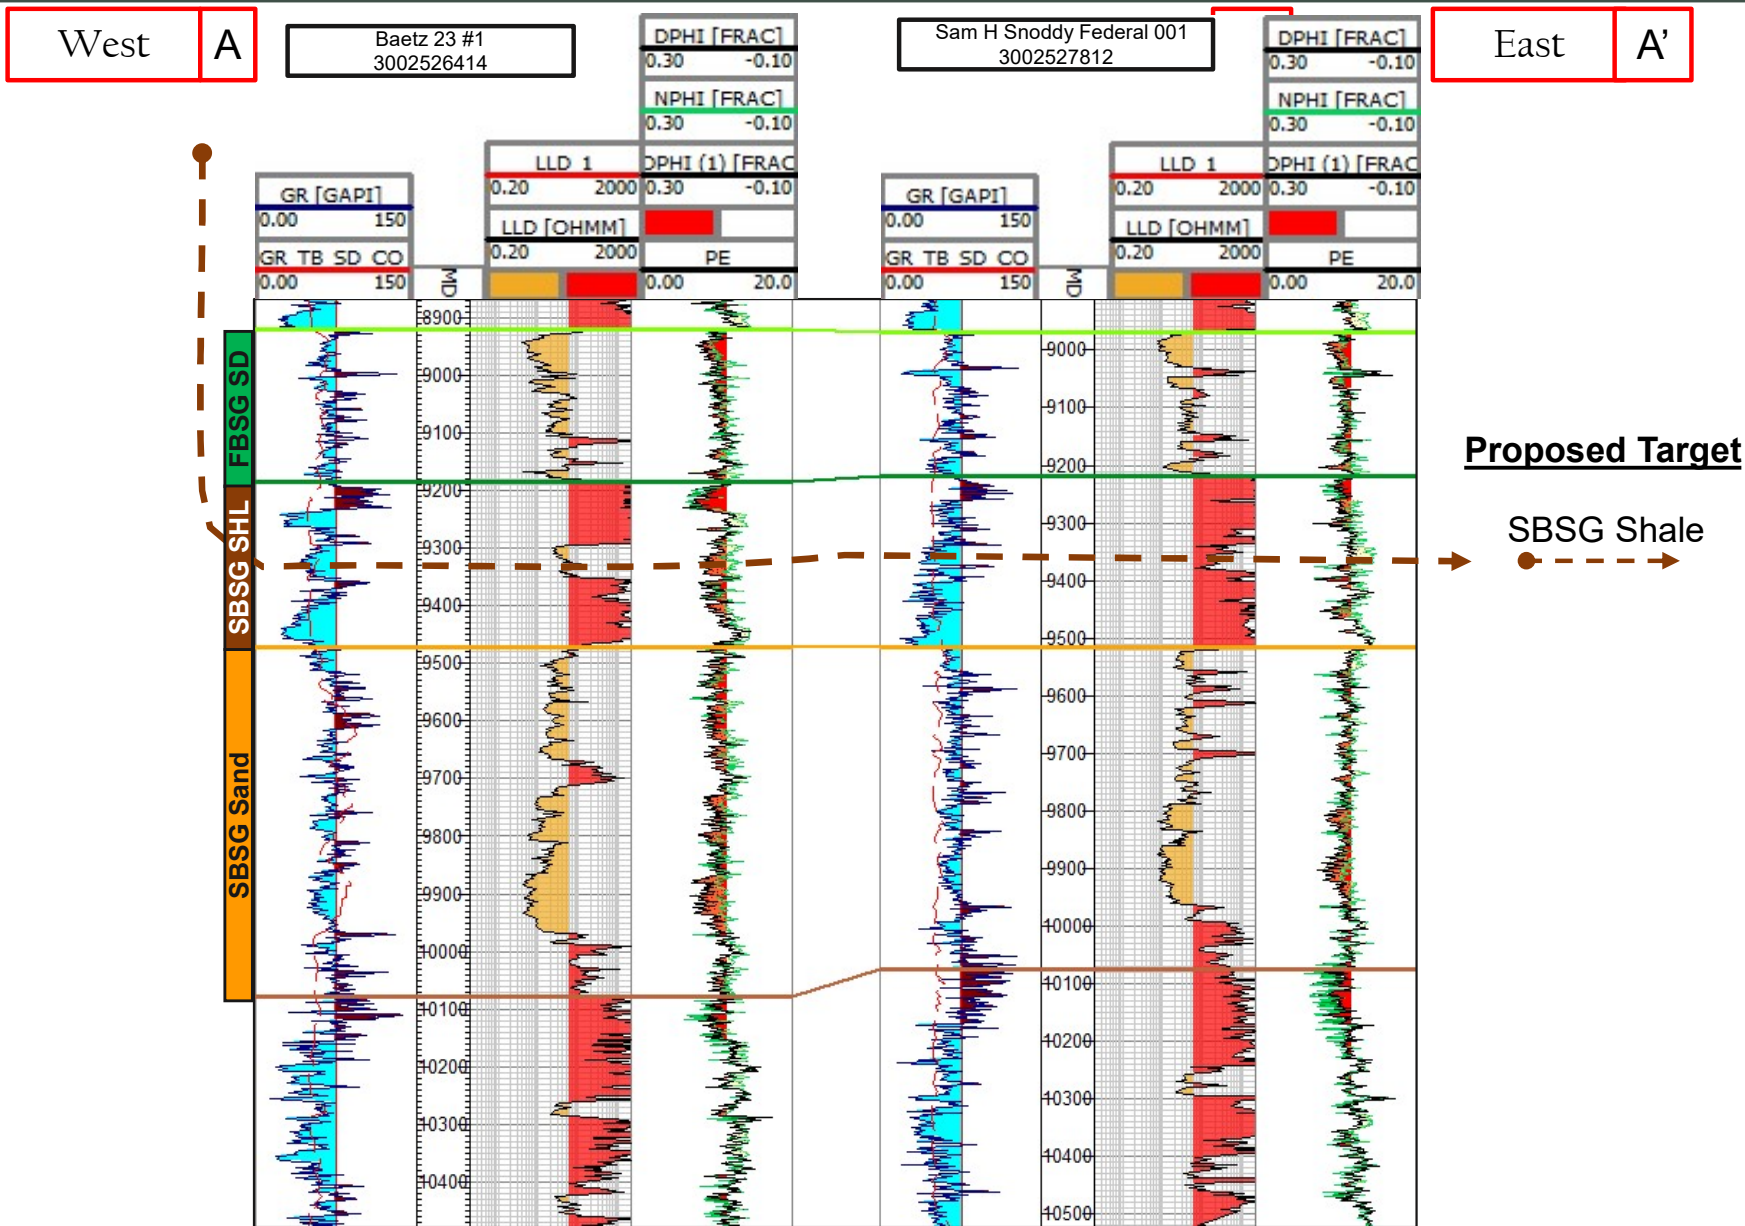 West
A
Baetz 23 #1
3002526414
DPHI [FRAC]
0.30 -0.10
NPHI [FRAC]
0.30 -0.10
DPHI (1) [FRAC
0.30 -0.10
PE
0.00 20.0
LLD 1
0.20 2000
LLD [OHMM]
0.20 2000
GR [GAPI]
0.00 150
GR TB SD CO
0.00 150
MD
Sam H Snoddy Federal 001
3002527812
DPHI [FRAC]
0.30 -0.10
NPHI [FRAC]
0.30 -0.10
DPHI (1) [FRAC
0.30 -0.10
PE
0.00 20.0
LLD 1
0.20 2000
LLD [OHMM]
0.20 2000
GR [GAPI]
0.00 150
GR TB SD CO
0.00 150
MD
East
A'
FBSG SD
SBSG SHL
SBSG Sand
8900
9000
9100
9200
9300
9400
9500
9600
9700
9800
9900
10000
10100
10200
10300
10400
9000
9100
9200
9300
9400
9500
9600
9700
9800
9900
10000
10100
10200
10300
10400
10500
Proposed Target
SBSG Shale